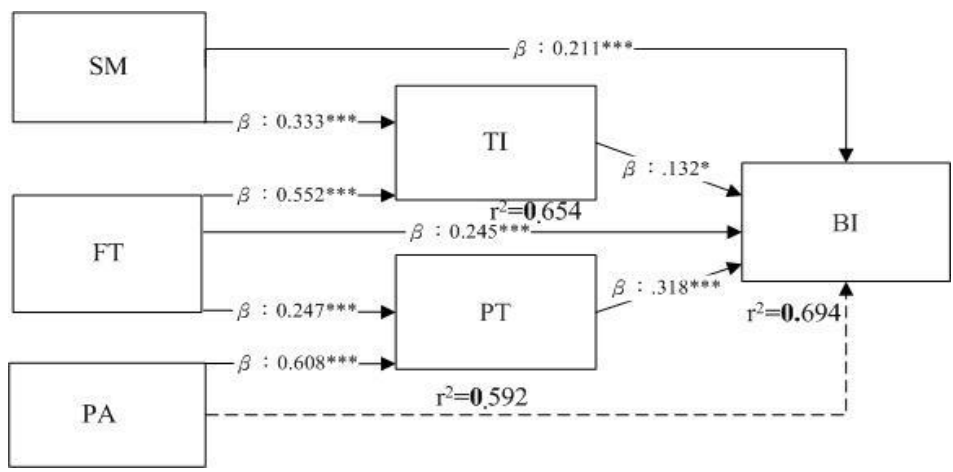 SM
β：0.211***
β：0.333***
TI
β：.132*
β：0.552***
r²=0.654
BI
FT
β：0.245***
β：0.247***
PT
β：.318***
r²=0.694
β：0.608***
r²=0.592
PA